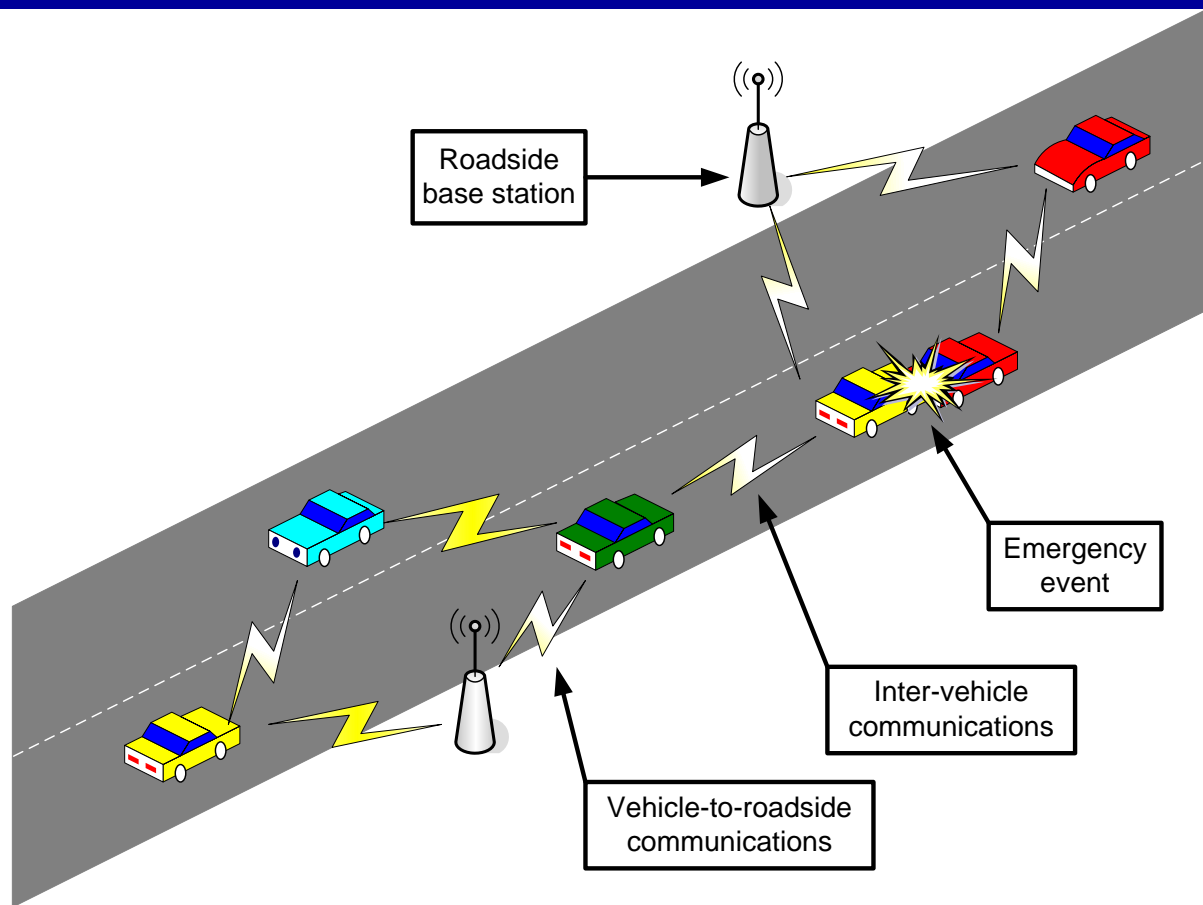 Roadside
base station
Emergency
event
Inter-vehicle
communications
Vehicle-to-roadside
communications